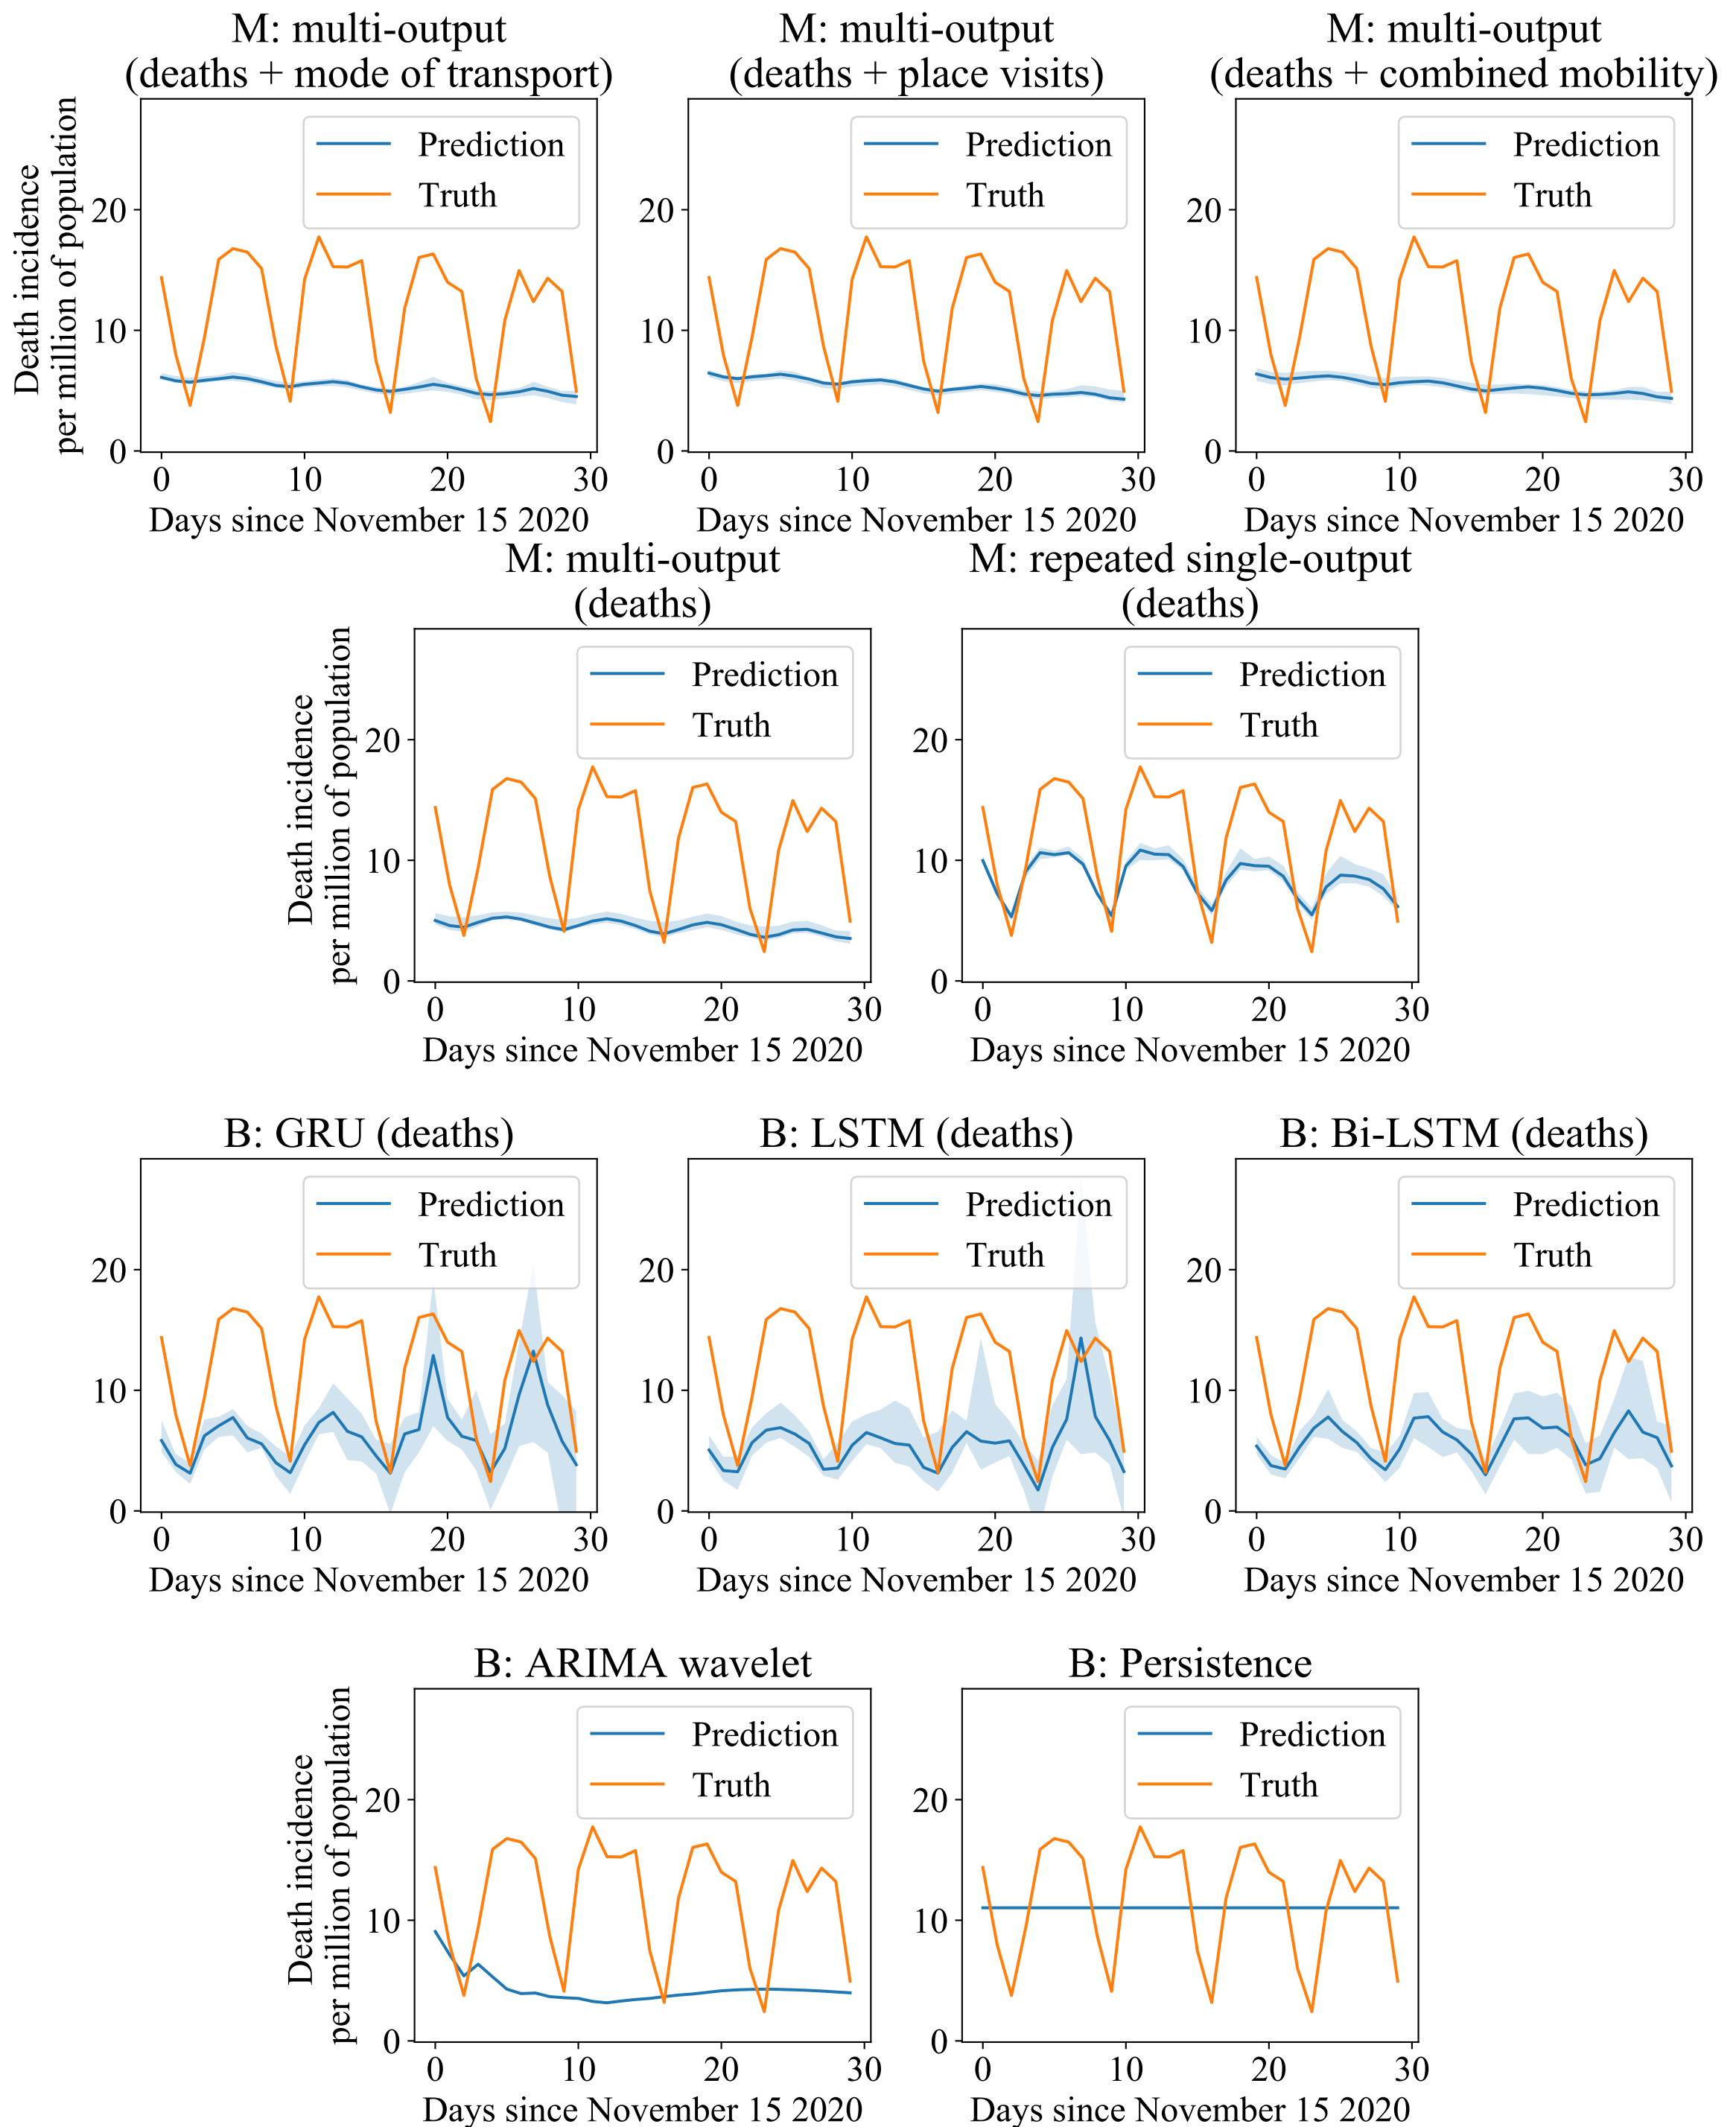 M: multi-output
(deaths + mode of transport)
Death incidence
per million of population
Prediction
Truth
20
10
0
0 10 20 30
Days since November 15 2020
M: multi-output
(deaths + place visits)
Prediction
Truth
20
10
0
0 10 20 30
Days since November 15 2020
M: multi-output
(deaths + combined mobility)
Prediction
Truth
20
10
0
0 10 20 30
Days since November 15 2020
M: multi-output
(deaths)
Death incidence
per million of population
Prediction
Truth
20
10
0
0 10 20 30
Days since November 15 2020
M: repeated single-output
(deaths)
Prediction
Truth
20
10
0
0 10 20 30
Days since November 15 2020
B: GRU (deaths)
Prediction
Truth
20
10
0
0 10 20 30
Days since November 15 2020
B: LSTM (deaths)
Prediction
Truth
20
10
0
0 10 20 30
Days since November 15 2020
B: Bi-LSTM (deaths)
Prediction
Truth
20
10
0
0 10 20 30
Days since November 15 2020
B: ARIMA wavelet
Death incidence
per million of population
Prediction
Truth
20
10
0
0 10 20 30
Days since November 15 2020
B: Persistence
Prediction
Truth
20
10
0
0 10 20 30
Days since November 15 2020